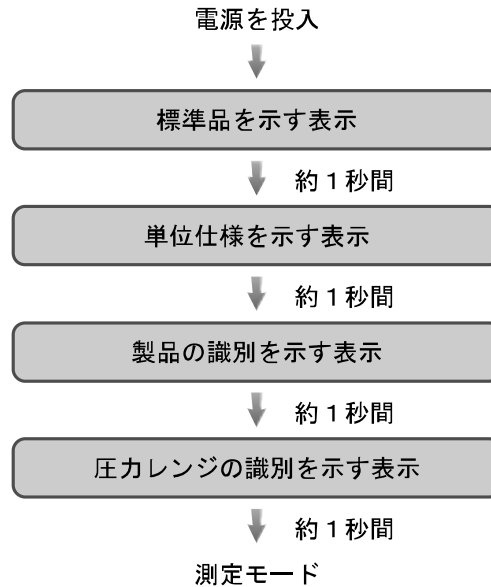 電源を投入
標準品を示す表示
約１秒間
単位仕様を示す表示
約１秒間
製品の識別を示す表示
約１秒間
圧力レンジの識別を示す表示
約１秒間
測定モード